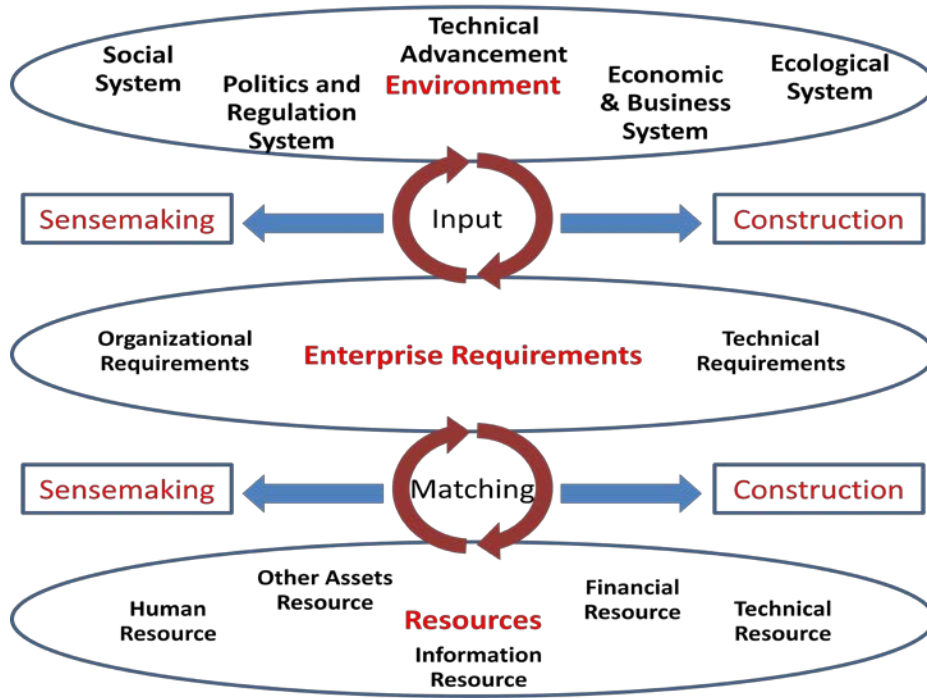 Technical
Advancement
Social
System
Environment
Politics and
Regulation
System
Economic
& Business
System
Ecological
System
Sensemaking
Input
Construction
Organizational
Requirements
Enterprise Requirements
Technical
Requirements
Sensemaking
Matching
Construction
Other Assets
Resource
Human
Resource
Resources
Information
Resource
Financial
Resource
Technical
Resource